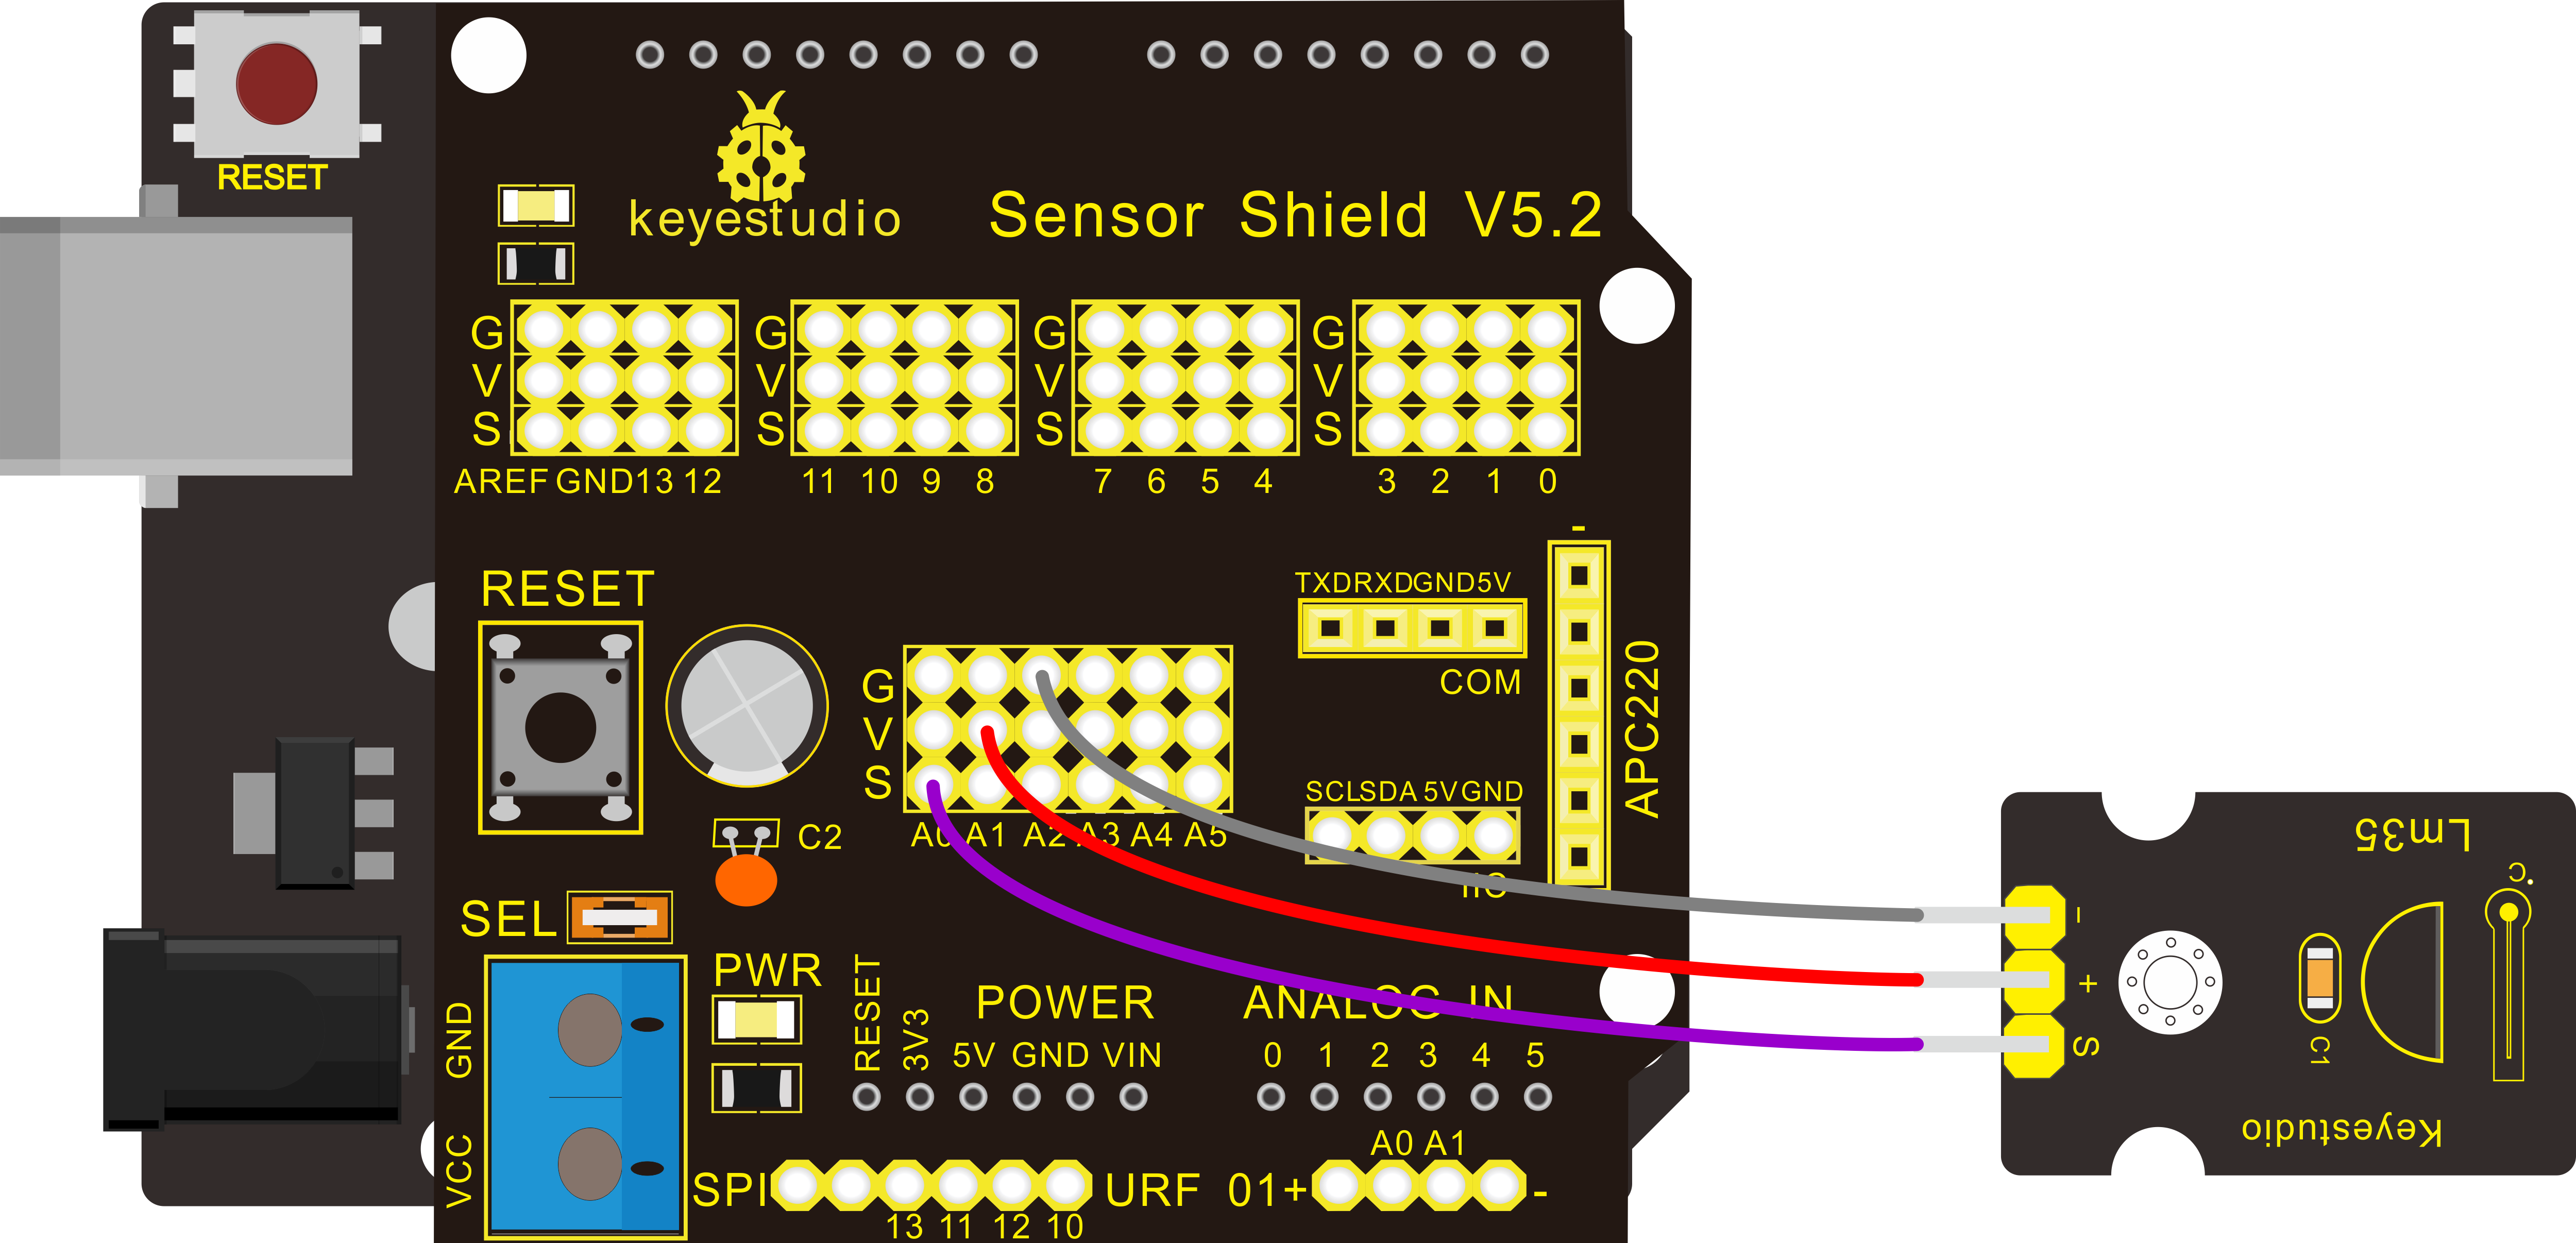 RESET
keyestudio
Sensor Shield V5.2
G G G G
V V V V
S S S S
AREF GND 13 12 11 10 9 8 7 6 5 4 3 2 1 0
-
RESET
TXD RXD GND 5V
COM
APC220
G
V
S
A0 A1 A2 A3 A4 A5
C2
SCL SDA 5V GND
IIC
SEL
PWR
GND
VCC
RESET
3V3
POWER
5V GND VIN
ANALOG IN
0 1 2 3 4 5
A0 A1
SPI
URF 01+
-
13 11 12 10
Lm35
°C
-
+
S
C1
Keyestudio